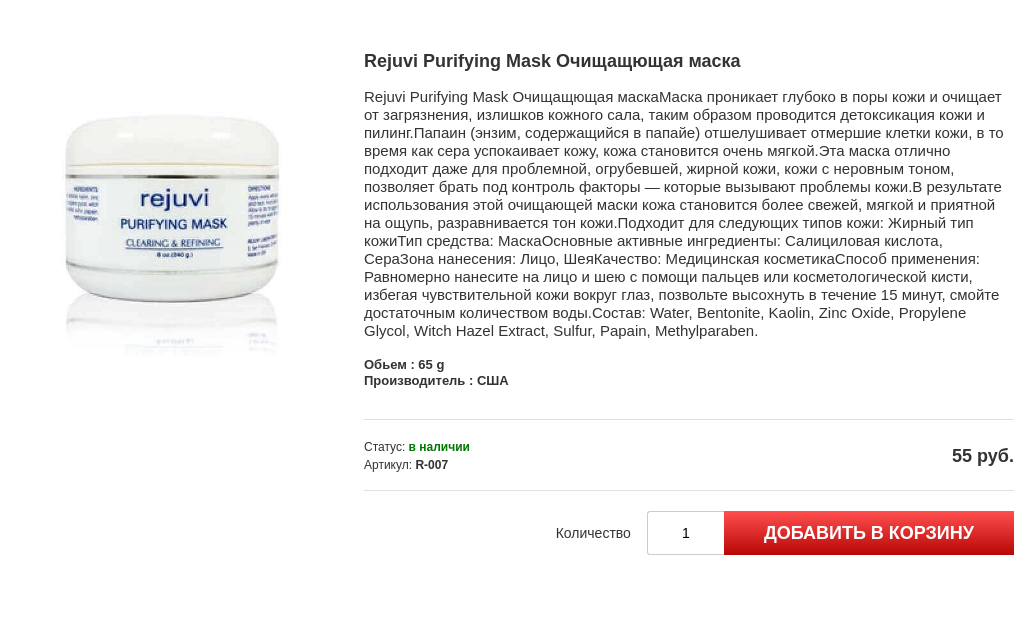 Rejuvi Purifying Mask Очищащющая маска
Rejuvi Purifying Mask Очищащющая маскаМаска проникает глубоко в поры кожи и очищает
от загрязнения, излишков кожного сала, таким образом проводится детоксикация кожи и
пилинг.Папаин (энзим, содержащийся в папайе) отшелушивает отмершие клетки кожи, в то
время как сера успокаивает кожу, кожа становится очень мягкой.Эта маска отлично
подходит даже для проблемной, огрубевшей, жирной кожи, кожи с неровным тоном,
позволяет брать под контроль факторы — которые вызывают проблемы кожи.В результате
использования этой очищающей маски кожа становится более свежей, мягкой и приятной
на ощупь, разравнивается тон кожи.Подходит для следующих типов кожи: Жирный тип
кожиТип средства: МаскаОсновные активные ингредиенты: Салициловая кислота,
СераЗона нанесения: Лицо, ШеяКачество: Медицинская косметикаСпособ применения:
Равномерно нанесите на лицо и шею с помощи пальцев или косметологической кисти,
избегая чувствительной кожи вокруг глаз, позвольте высохнуть в течение 15 минут, смойте
достаточным количеством воды.Состав: Water, Bentonite, Kaolin, Zinc Oxide, Propylene
Glycol, Witch Hazel Extract, Sulfur, Papain, Methylparaben.
Обьем : 65 g
Производитель : США
Статус: в наличии
Артикул: R-007
55 руб.
Количество 1 ДОБАВИТЬ В КОРЗИНУ
rejuvi
PURIFYING MASK
CLEARING & REFINING
8 oz.(240 g.)